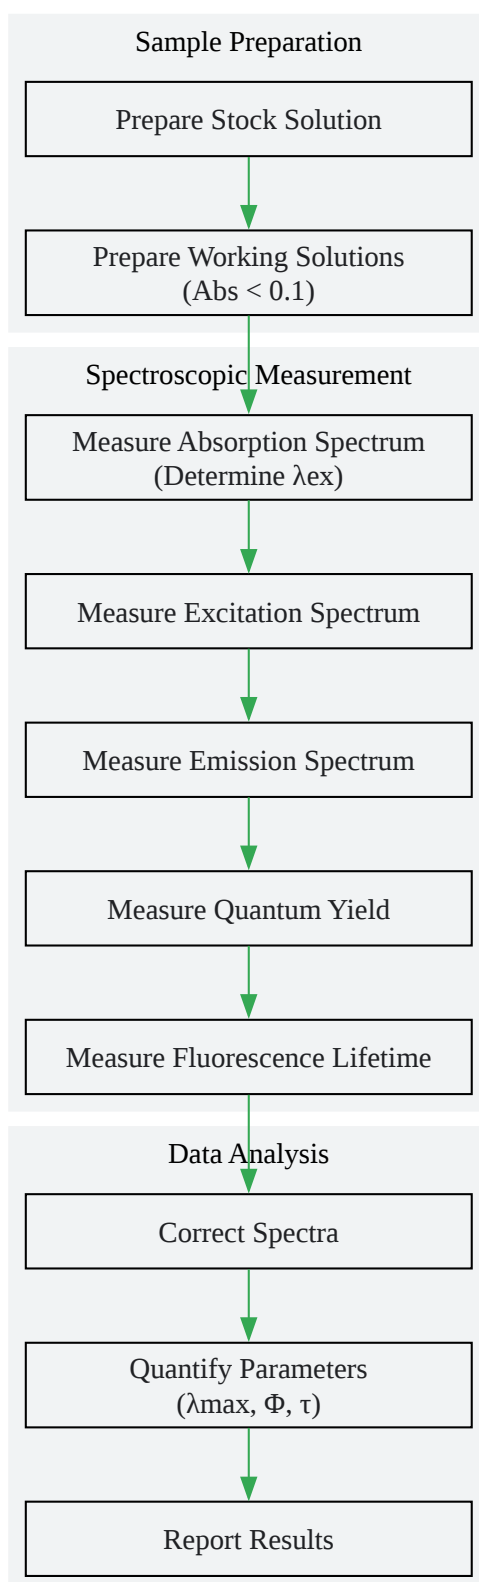 Sample Preparation
Prepare Stock Solution
Prepare Working Solutions
(Abs < 0.1)
Spectroscopic Measurement
Measure Absorption Spectrum
(Determine λex)
Measure Excitation Spectrum
Measure Emission Spectrum
Measure Quantum Yield
Measure Fluorescence Lifetime
Data Analysis
Correct Spectra
Quantify Parameters
(λmax, Φ, τ)
Report Results